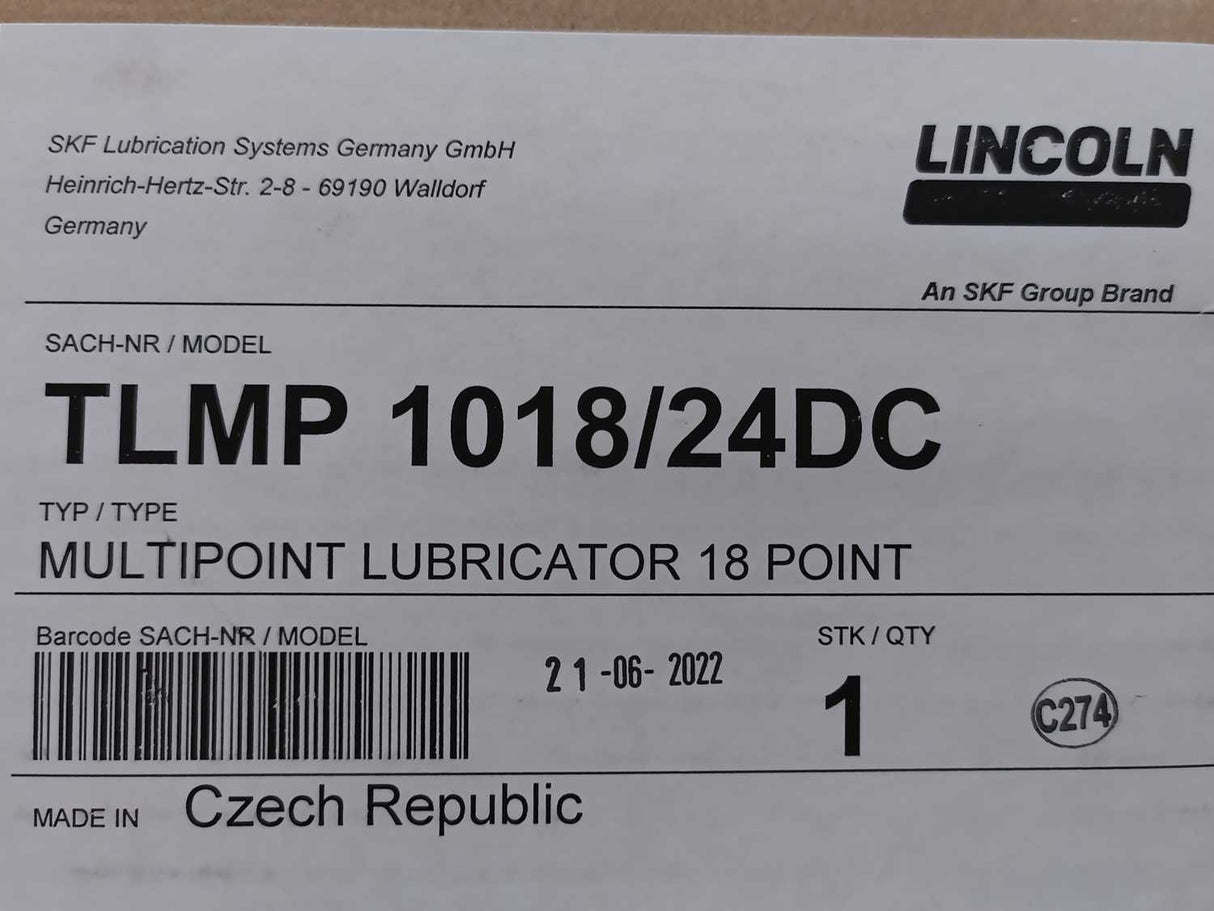 SKF Lubrication Systems Germany GmbH
Heinrich-Hertz-Str. 2-8 - 69190 Walldorf
Germany
LINCOLN
An SKF Group Brand
SACH-NR / MODEL
TLMP 1018/24DC
TYP / TYPE
MULTIPOINT LUBRICATOR 18 POINT
Barcode SACH-NR / MODEL
21-06-2022
STK / QTY
1
C274
MADE IN Czech Republic